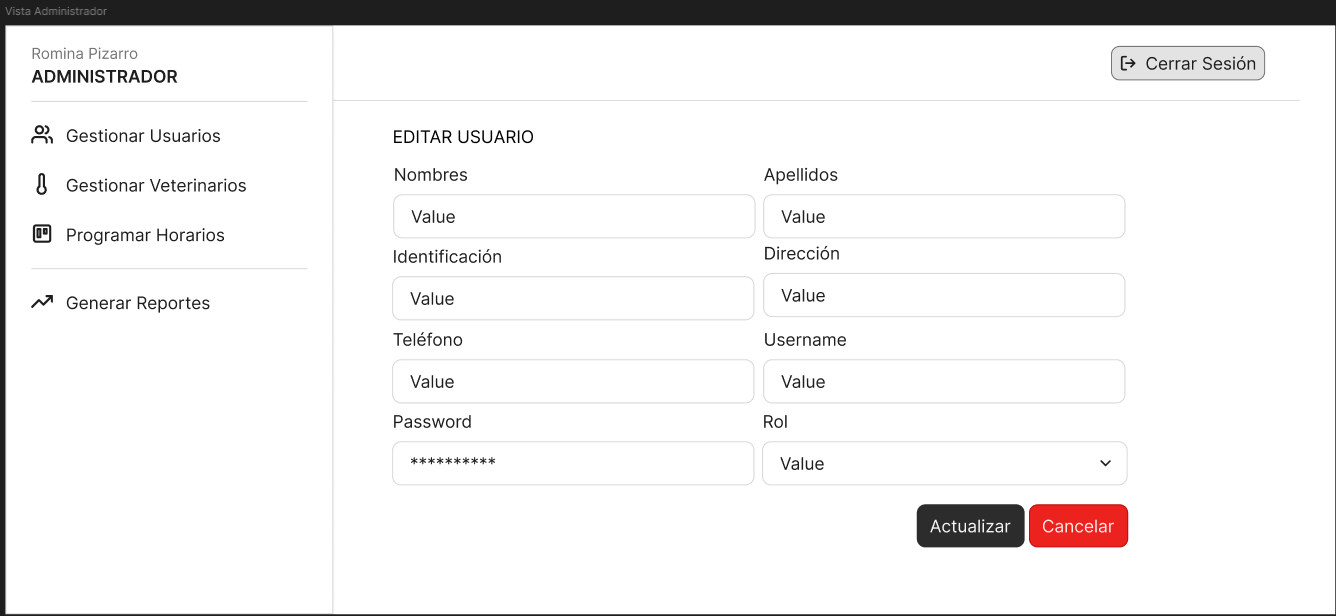 Vista Administrador
Romina Pizarro
ADMINISTRADOR
Cerrar Sesión
Gestionar Usuarios
Gestionar Veterinarios
Programar Horarios
Generar Reportes
EDITAR USUARIO
Nombres
Apellidos
Value
Value
Identificación
Dirección
Value
Value
Teléfono
Username
Value
Value
Password
Rol
**********
Value
Actualizar
Cancelar